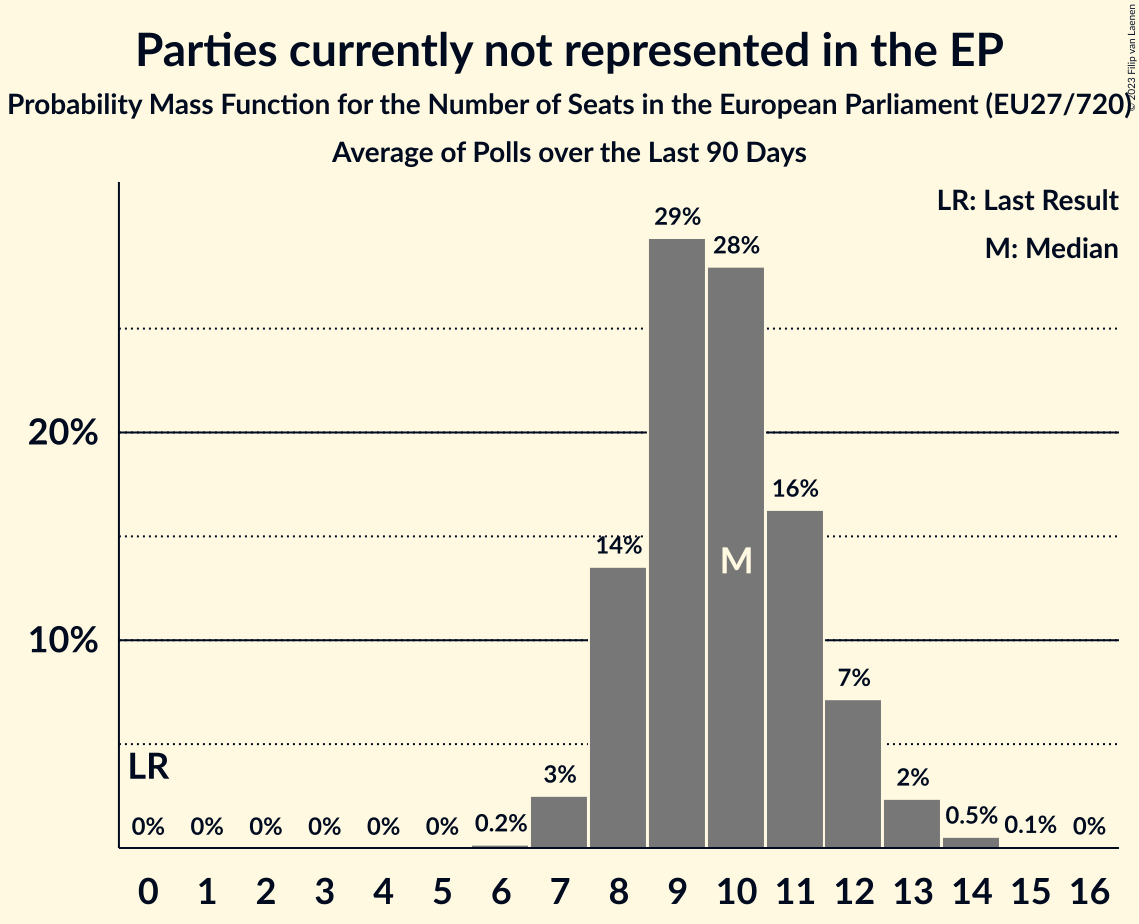 Parties currently not represented in the EP
Probability Mass Function for the Number of Seats in the European Parliament (EU27/720)
Average of Polls over the Last 90 Days
© 2023 Filip van Laenen
LR: Last Result
M: Median
29%
28%
20%
16%
14%
M
10%
7%
LR
3%
2%
0% 0% 0% 0% 0% 0% 0.2% 0.5% 0.1% 0%
0 1 2 3 4 5 6 7 8 9 10 11 12 13 14 15 16